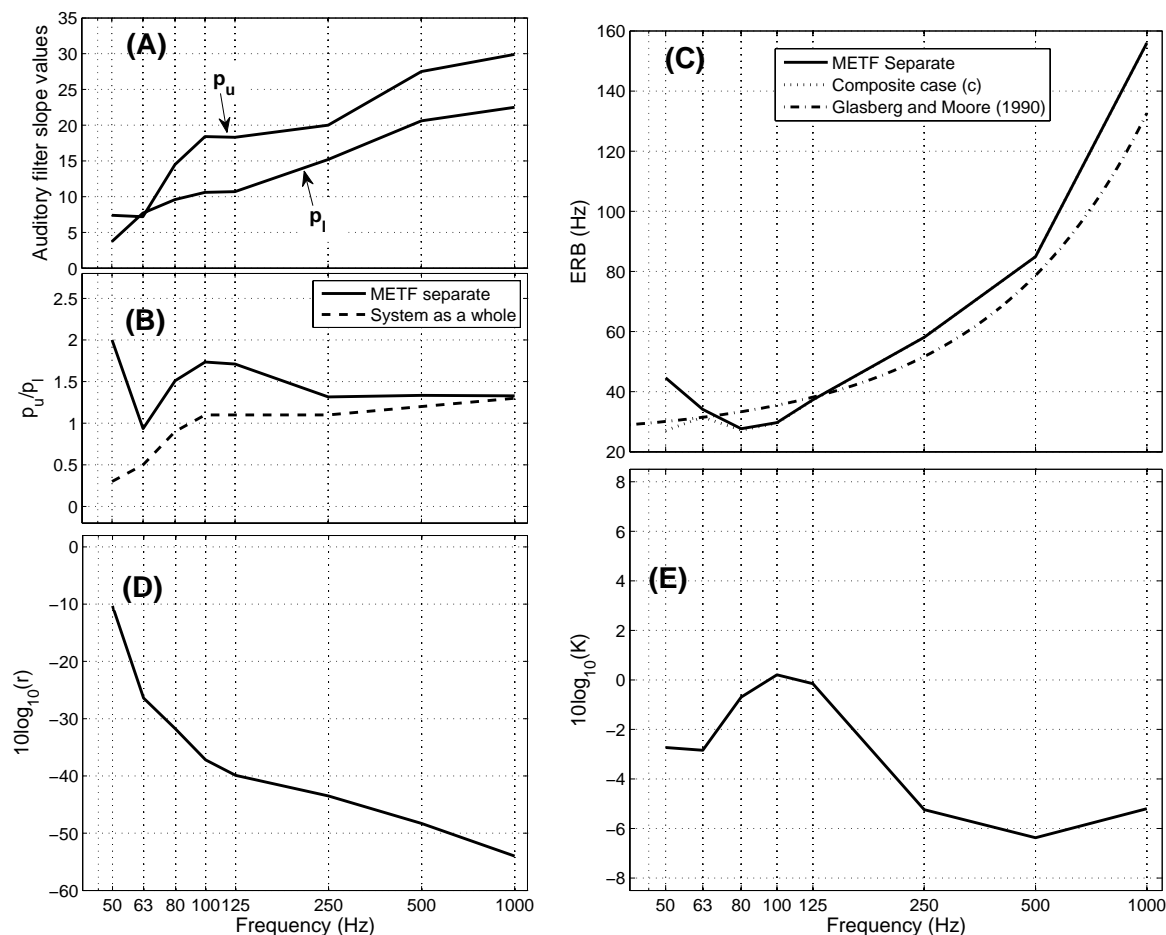 (A)
Auditory filter slope values
35
30
25
20
15
10
5
0
p_u
p_l
(B)
p_u/p_l
2.5
2
1.5
1
0.5
0
METF separate
System as a whole
(D)
10log_10(r)
0
−10
−20
−30
−40
−50
−60
50 63 80 100 125 250 500 1000
Frequency (Hz)
(C)
ERB (Hz)
160
140
120
100
80
60
40
20
METF Separate
Composite case (c)
Glasberg and Moore (1990)
(E)
10log_10(K)
8
6
4
2
0
−2
−4
−6
−8
50 63 80 100 125 250 500 1000
Frequency (Hz)